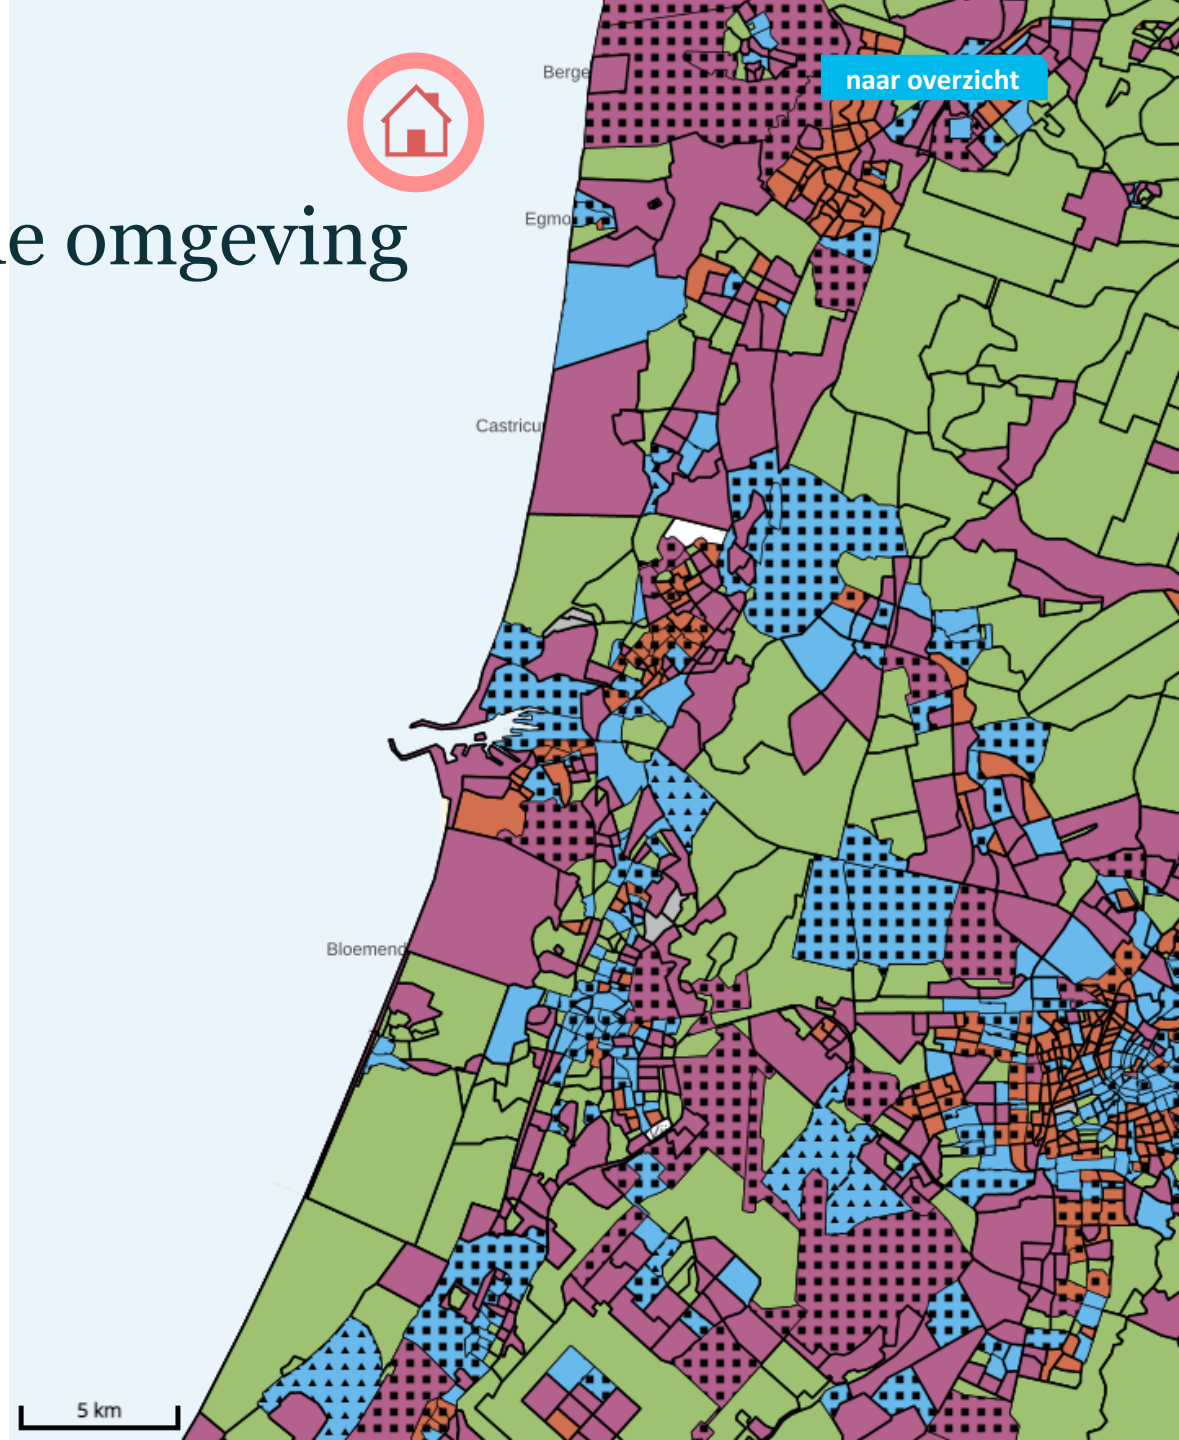 Berge
naar overzicht
Egmo
e omgeving
Castricu
Bloemend
5 km